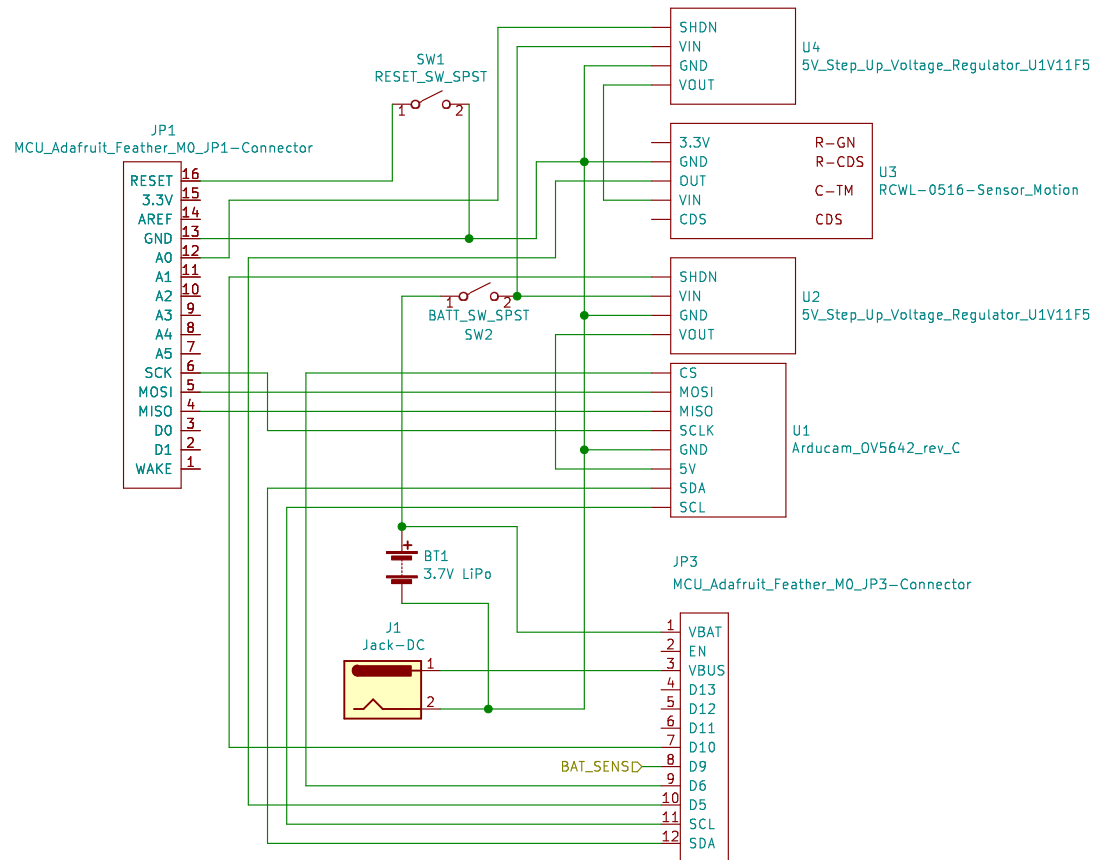 SHDN
VIN
GND
VOUT
U4
5V_Step_Up_Voltage_Regulator_U1V11F5
SW1
RESET_SW_SPST
1
2
JP1
MCU_Adafruit_Feather_M0_JP1-Connector
RESET 16
3.3V 15
AREF 14
GND 13
A0 12
A1 11
A2 10
A3 9
A4 8
A5 7
SCK 6
MOSI 5
MISO 4
D0 3
D1 2
WAKE 1
3.3V R-GN
GND R-CDS
OUT
VIN C-TM
CDS CDS
U3
RCWL-0516-Sensor_Motion
SHDN
VIN
GND
VOUT
U2
5V_Step_Up_Voltage_Regulator_U1V11F5
1
2
BATT_SW_SPST
SW2
CS
MOSI
MISO
SCLK
GND
5V
SDA
SCL
U1
Arducam_OV5642_rev_C
+
BT1
3.7V LiPo
J1
Jack-DC
1
2
JP3
MCU_Adafruit_Feather_M0_JP3-Connector
1 VBAT
2 EN
3 VBUS
4 D13
5 D12
6 D11
7 D10
BAT_SENS 8 D9
9 D6
10 D5
11 SCL
12 SDA